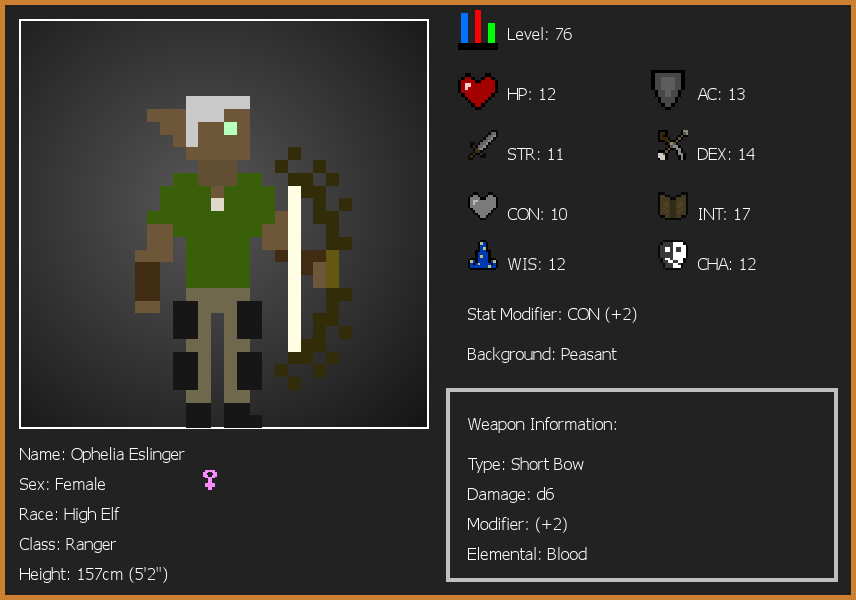 Level: 76
HP: 12
AC: 13
STR: 11
DEX: 14
CON: 10
INT: 17
WIS: 12
CHA: 12
Stat Modifier: CON (+2)
Background: Peasant
Weapon Information:
Type: Short Bow
Damage: d6
Modifier: (+2)
Elemental: Blood
Name: Ophelia Eslinger
Sex: Female
Race: High Elf
Class: Ranger
Height: 157cm (5'2")